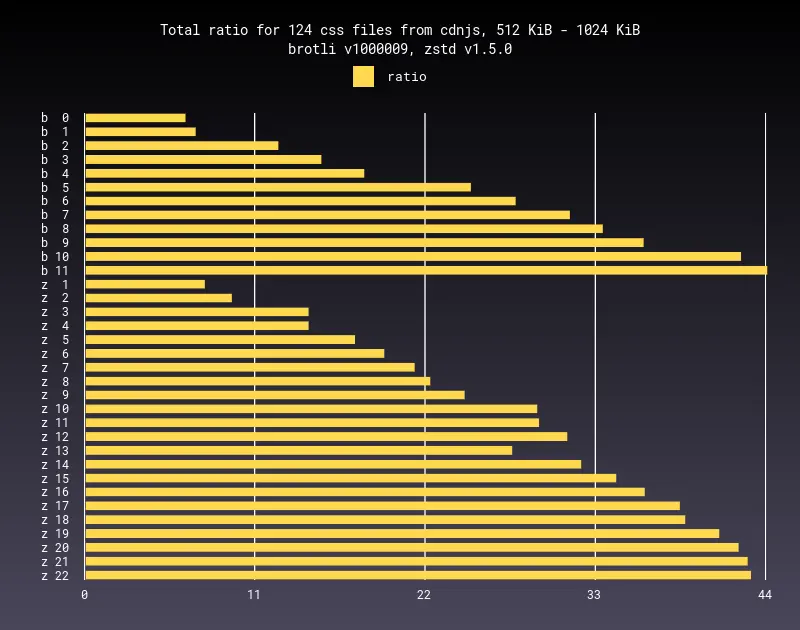 Total ratio for 124 css files from cdnjs, 512 KiB - 1024 KiB
brotli v1000009, zstd v1.5.0
ratio
b 0
b 1
b 2
b 3
b 4
b 5
b 6
b 7
b 8
b 9
b 10
b 11
z 1
z 2
z 3
z 4
z 5
z 6
z 7
z 8
z 9
z 10
z 11
z 12
z 13
z 14
z 15
z 16
z 17
z 18
z 19
z 20
z 21
z 22
0 11 22 33 44